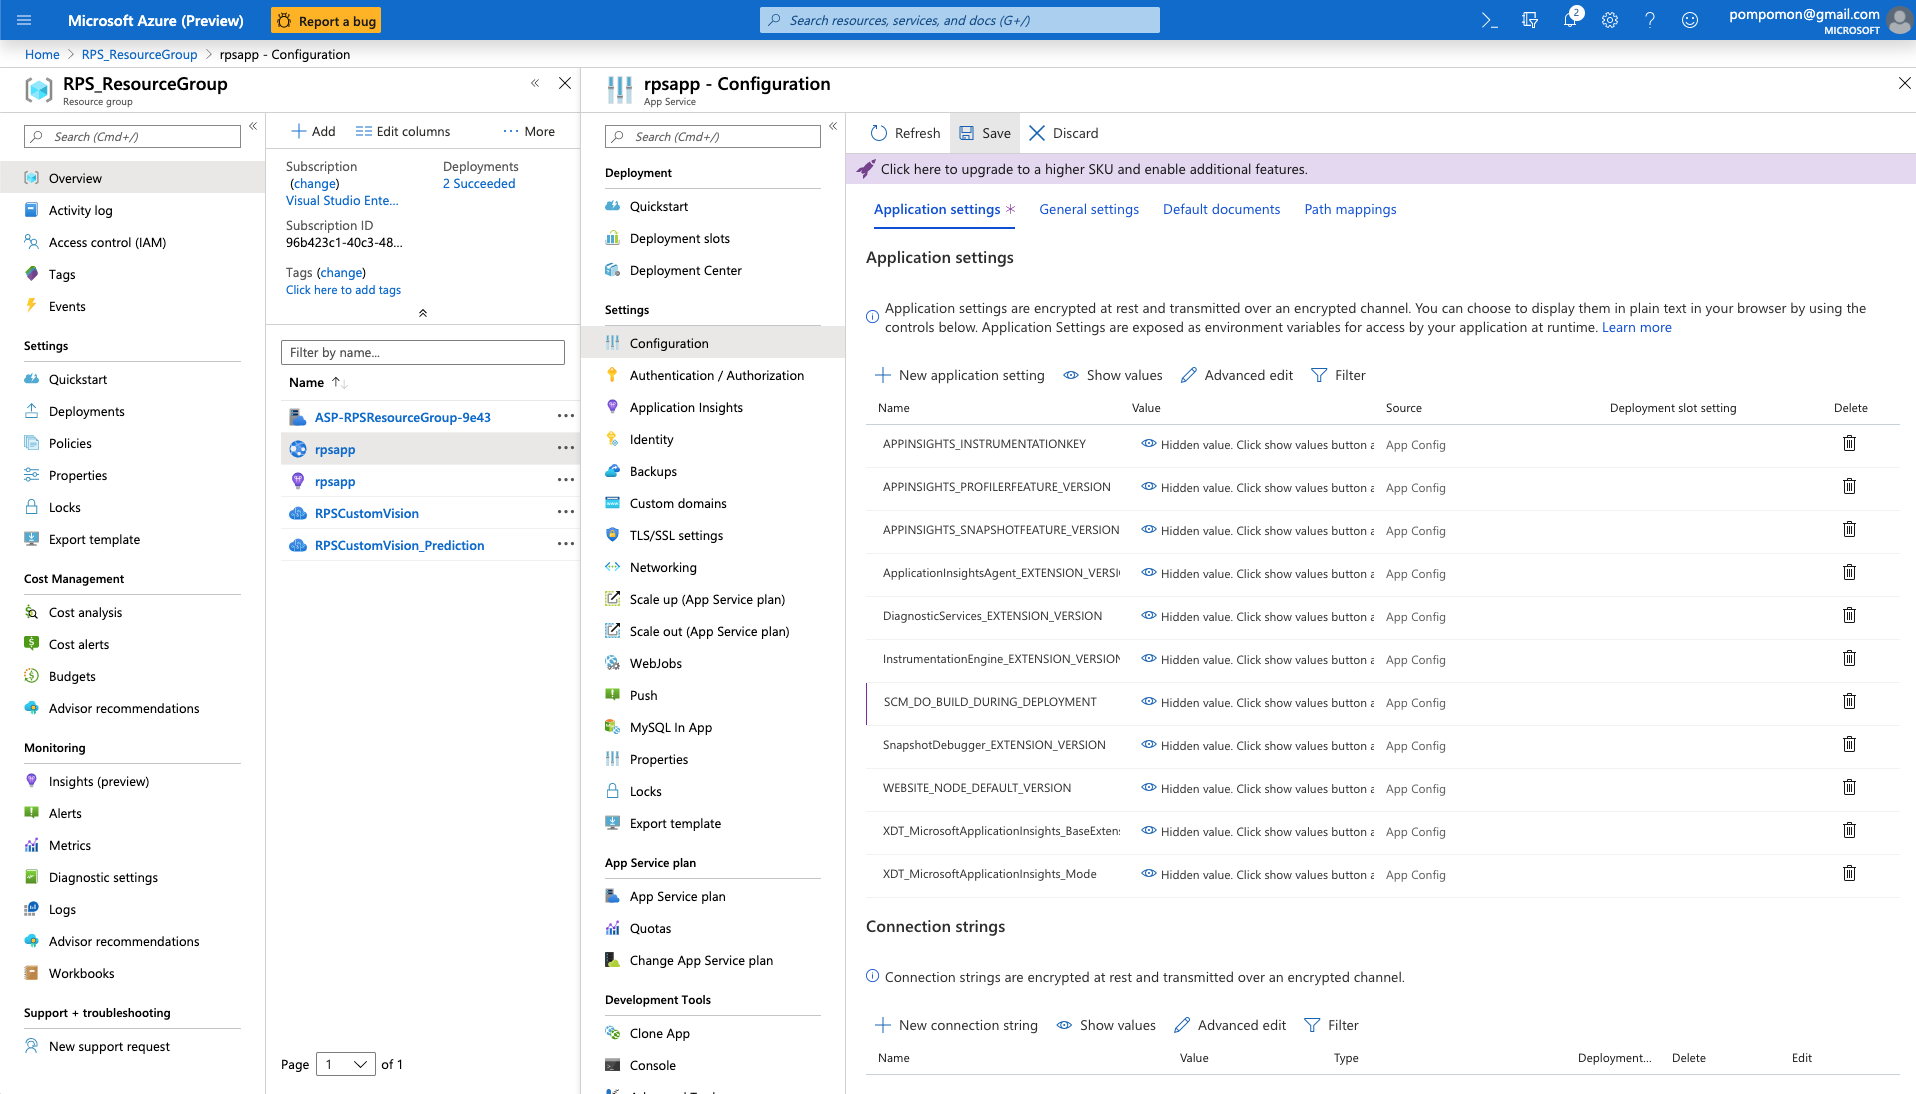 Microsoft Azure (Preview)
Report a bug
Search resources, services, and docs (G+/)
2
pompomon@gmail.com
MICROSOFT
Home > RPS_ResourceGroup > rpsapp - Configuration
RPS_ResourceGroup
Resource group
Search (Cmd+/)
Overview
Activity log
Access control (IAM)
Tags
Events
Settings
Quickstart
Deployments
Policies
Properties
Locks
Export template
Cost Management
Cost analysis
Cost alerts
Budgets
Advisor recommendations
Monitoring
Insights (preview)
Alerts
Metrics
Diagnostic settings
Logs
Advisor recommendations
Workbooks
Support + troubleshooting
New support request
Add
Edit columns
More
Subscription
(change)
Visual Studio Ente...
Deployments
2 Succeeded
Subscription ID
96b423c1-40c3-48...
Tags (change)
Click here to add tags
Filter by name...
Name
ASP-RPSResourceGroup-9e43
rpsapp
rpsapp
RPSCustomVision
RPSCustomVision_Prediction
Page 1 of 1
rpsapp - Configuration
App Service
Search (Cmd+/)
Deployment
Quickstart
Deployment slots
Deployment Center
Settings
Configuration
Authentication / Authorization
Application Insights
Identity
Backups
Custom domains
TLS/SSL settings
Networking
Scale up (App Service plan)
Scale out (App Service plan)
WebJobs
Push
MySQL In App
Properties
Locks
Export template
App Service plan
App Service plan
Quotas
Change App Service plan
Development Tools
Clone App
Console
Refresh
Save
Discard
Click here to upgrade to a higher SKU and enable additional features.
Application settings *
General settings
Default documents
Path mappings
Application settings
Application settings are encrypted at rest and transmitted over an encrypted channel. You can choose to display them in plain text in your browser by using the
controls below. Application Settings are exposed as environment variables for access by your application at runtime. Learn more
New application setting
Show values
Advanced edit
Filter
Name Value Source Deployment slot setting Delete
APPINSIGHTS_INSTRUMENTATIONKEY Hidden value. Click show values button a App Config
APPINSIGHTS_PROFILERFEATURE_VERSION Hidden value. Click show values button a App Config
APPINSIGHTS_SNAPSHOTFEATURE_VERSION Hidden value. Click show values button a App Config
ApplicationInsightsAgent_EXTENSION_VERSI Hidden value. Click show values button a App Config
DiagnosticServices_EXTENSION_VERSION Hidden value. Click show values button a App Config
InstrumentationEngine_EXTENSION_VERSION Hidden value. Click show values button a App Config
SCM_DO_BUILD_DURING_DEPLOYMENT Hidden value. Click show values button a App Config
SnapshotDebugger_EXTENSION_VERSION Hidden value. Click show values button a App Config
WEBSITE_NODE_DEFAULT_VERSION Hidden value. Click show values button a App Config
XDT_MicrosoftApplicationInsights_BaseExtens Hidden value. Click show values button a App Config
XDT_MicrosoftApplicationInsights_Mode Hidden value. Click show values button a App Config
Connection strings
Connection strings are encrypted at rest and transmitted over an encrypted channel.
New connection string
Show values
Advanced edit
Filter
Name Value Type Deployment... Delete Edit